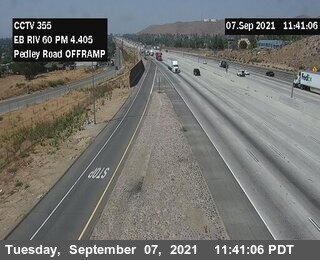 CCTV 355
EB RIV 60 PM 4.405
Pedley Road OFFRAMP
07.Sep 2021 11:41:06
STOP
Tuesday, September 07, 2021 11:41:06 PDT